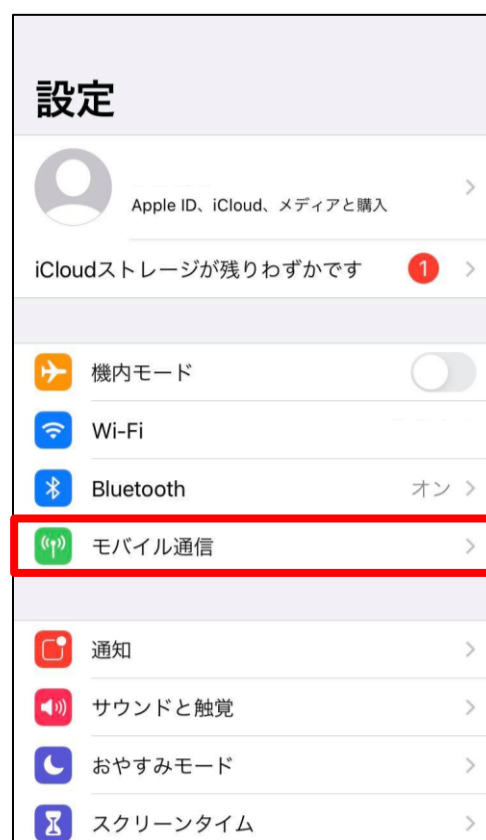 設定
Apple ID、iCloud、メディアと購入
iCloudストレージが残りわずかです 1
機内モード
Wi-Fi
Bluetooth オン
モバイル通信
通知
サウンドと触覚
おやすみモード
スクリーンタイム